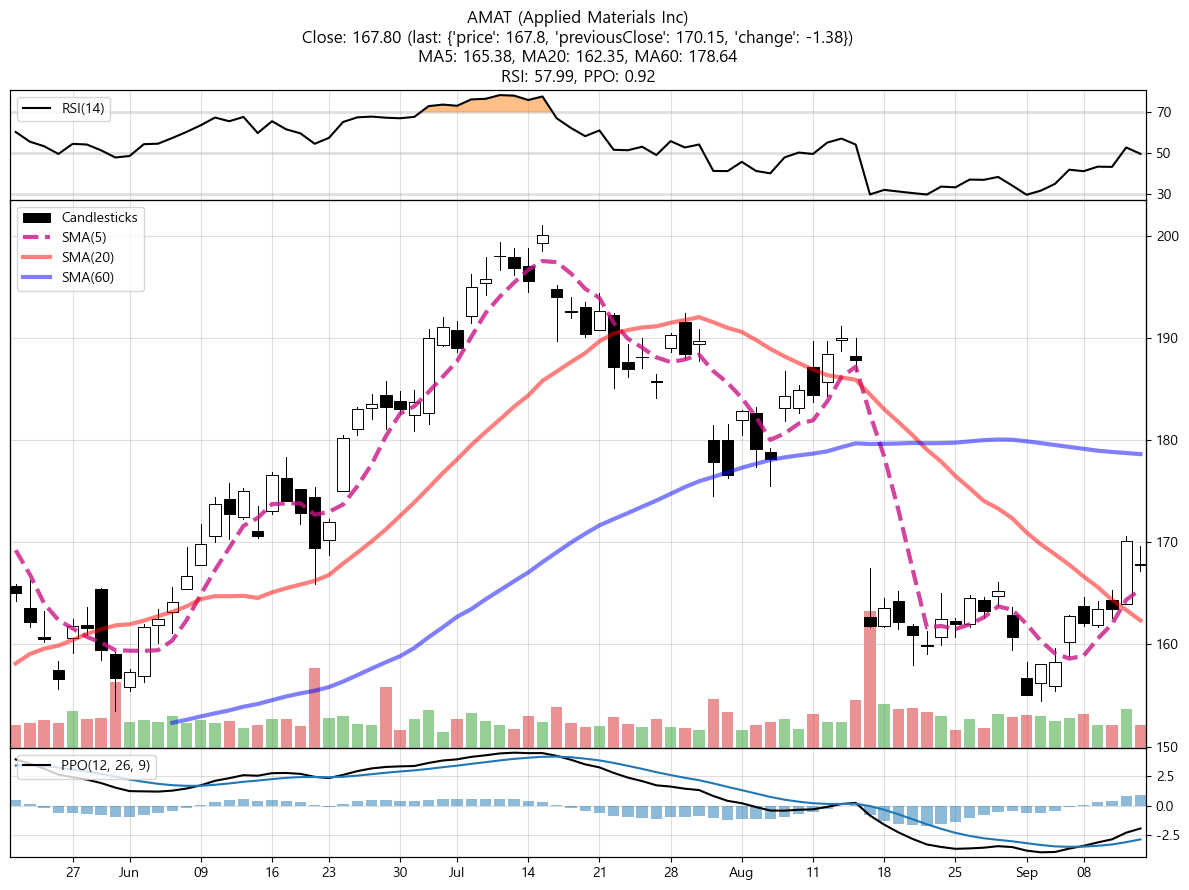 AMAT (Applied Materials Inc)
Close: 167.80 (last: {'price': 167.8, 'previousClose': 170.15, 'change': -1.38})
MA5: 165.38, MA20: 162.35, MA60: 178.64
RSI: 57.99, PPO: 0.92
RSI(14)
70
50
30
Candlesticks
SMA(5)
SMA(20)
SMA(60)
200
190
180
170
160
150
PPO(12, 26, 9)
2.5
0.0
−2.5
27 Jun 09 16 23 30 Jul 14 21 28 Aug 11 18 25 Sep 08